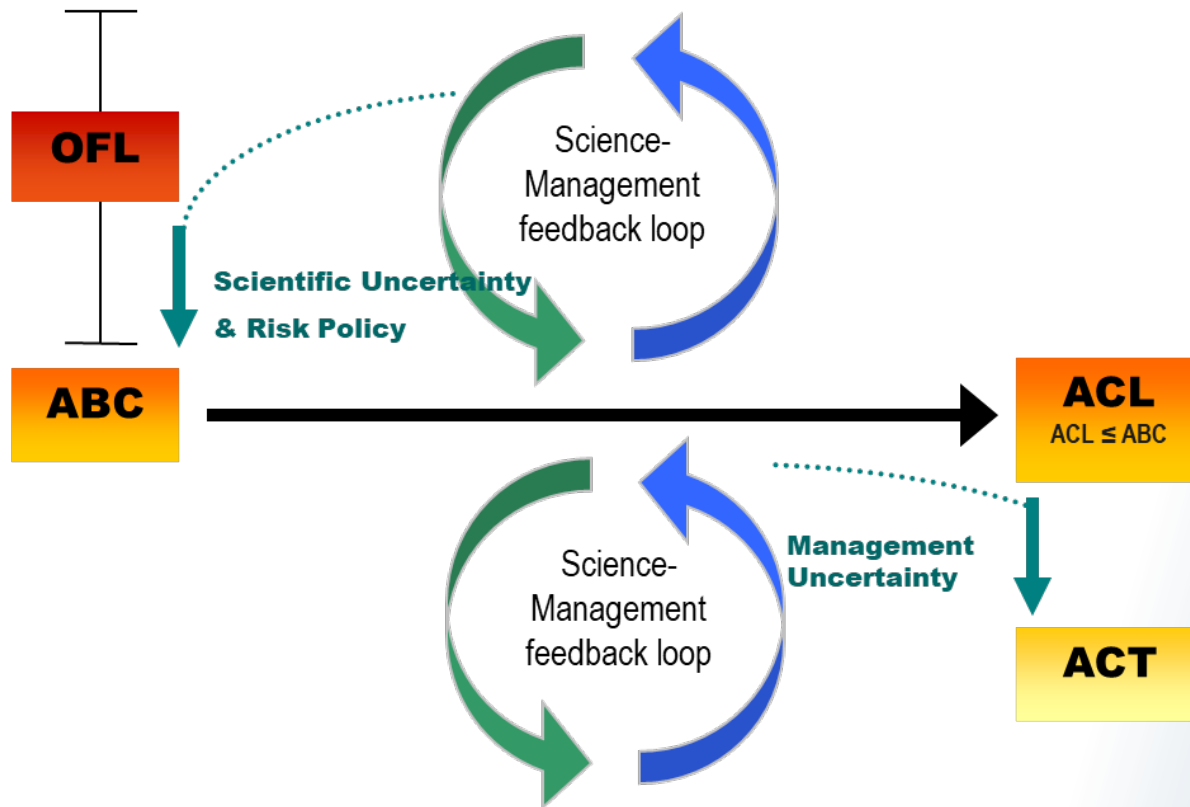 OFL
Science-
Management
feedback loop
Scientific Uncertainty
& Risk Policy
ABC
ACL
ACL ≤ ABC
Science-
Management
feedback loop
Management
Uncertainty
ACT